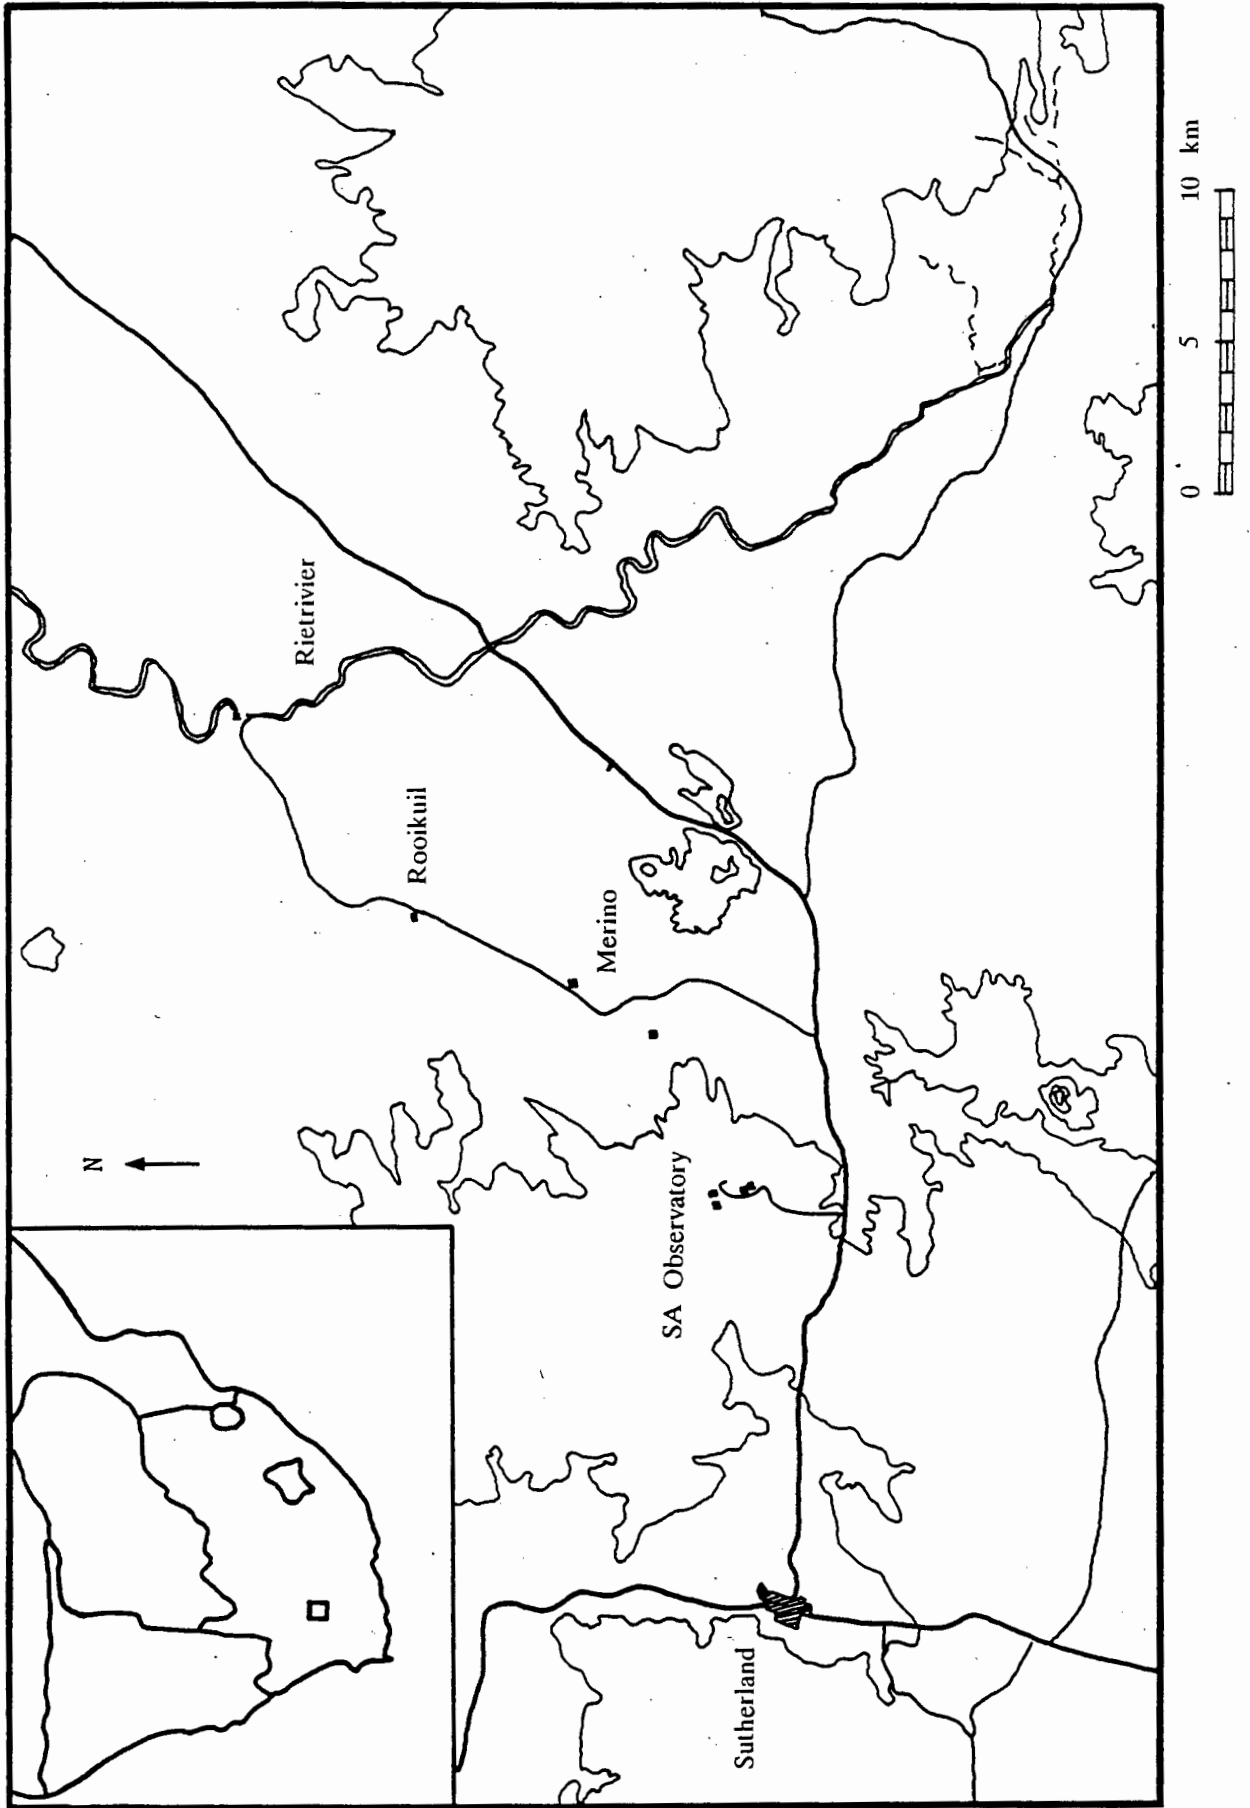 N
Rietrivier
Rooikuil
Merino
SA Observatory
Sutherland
0 5 10 km